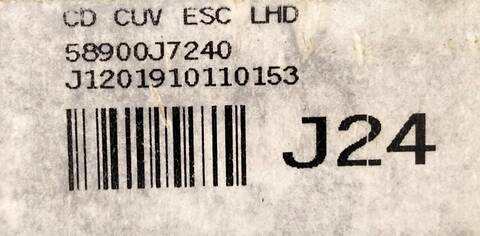 CD CUV ESC LHD
58900J7240
J1201910110153
J24